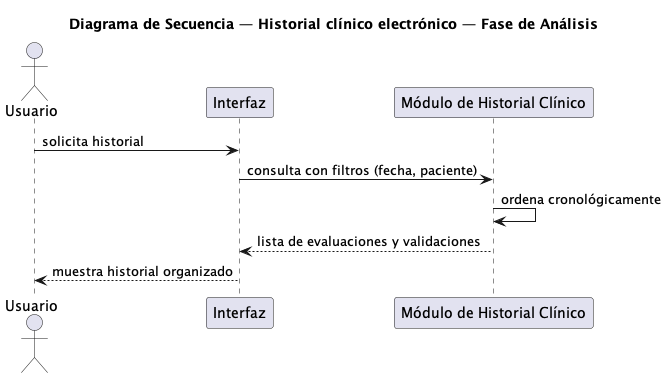 Diagrama de Secuencia — Historial clínico electrónico — Fase de Análisis
Usuario
Interfaz
Módulo de Historial Clínico
solicita historial
consulta con filtros (fecha, paciente)
ordena cronológicamente
lista de evaluaciones y validaciones
muestra historial organizado
Usuario
Interfaz
Módulo de Historial Clínico